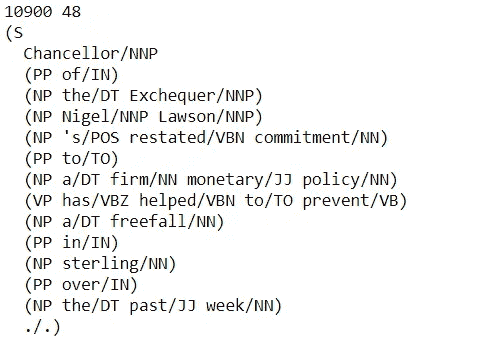 10900 48
(S
  Chancellor/NNP
  (PP of/IN)
  (NP the/DT Exchequer/NNP)
  (NP Nigel/NNP Lawson/NNP)
  (NP 's/POS restated/VBN commitment/NN)
  (PP to/TO)
  (NP a/DT firm/NN monetary/JJ policy/NN)
  (VP has/VBZ helped/VBN to/TO prevent/VB)
  (NP a/DT freefall/NN)
  (PP in/IN)
  (NP sterling/NN)
  (PP over/IN)
  (NP the/DT past/JJ week/NN)
  ./.)